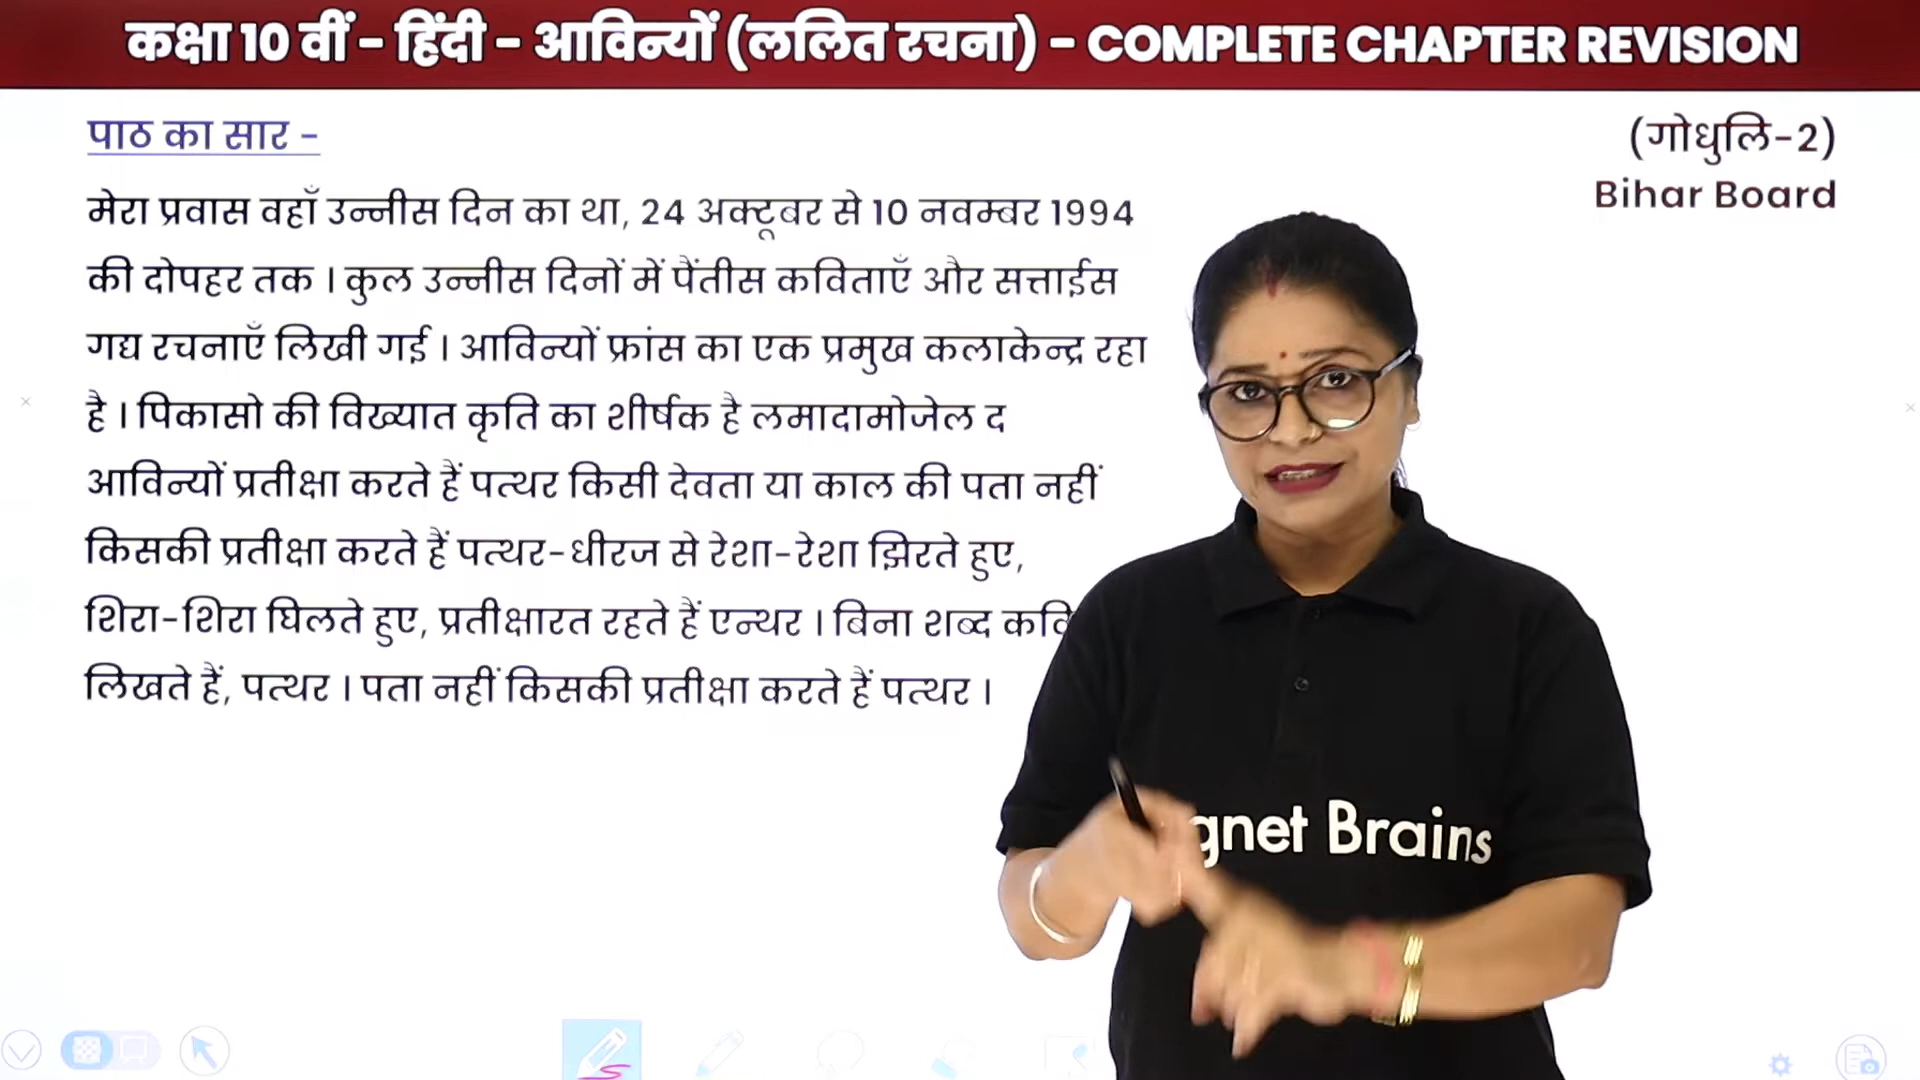 कक्षा 10 वीं - हिंदी - आविन्यों (ललित रचना) - COMPLETE CHAPTER REVISION
पाठ का सार -
(गोधुलि-2)
Bihar Board
मेरा प्रवास वहाँ उन्नीस दिन का था, 24 अक्टूबर से 10 नवम्बर 1994
की दोपहर तक । कुल उन्नीस दिनों में पैंतीस कविताएँ और सत्ताईस
गद्य रचनाएँ लिखी गई । आविन्यों फ्रांस का एक प्रमुख कलाकेन्द्र रहा
है । पिकासो की विख्यात कृति का शीर्षक है लमादामोजेल द
आविन्यों प्रतीक्षा करते हैं पत्थर किसी देवता या काल की पता नहीं
किसकी प्रतीक्षा करते हैं पत्थर-धीरज से रेशा-रेशा झिरते हुए,
शिरा-शिरा घिलते हुए, प्रतीक्षारत रहते हैं एन्थर । बिना शब्द
लिखते हैं, पत्थर । पता नहीं किसकी प्रतीक्षा करते हैं पत्थर ।
Brains